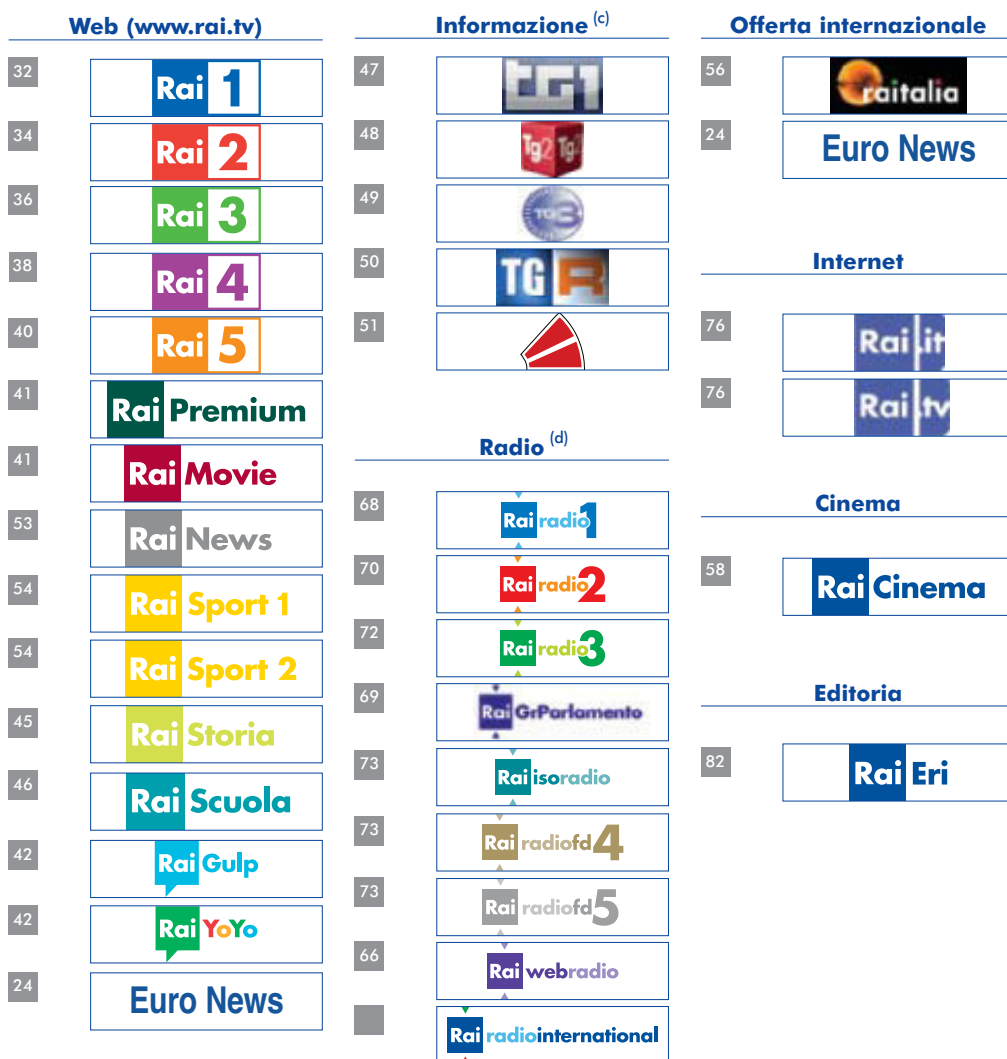 Web (www.rai.tv)
32
Rai 1
34
Rai 2
36
Rai 3
38
Rai 4
40
Rai 5
41
Rai Premium
41
Rai Movie
53
Rai News
54
Rai Sport 1
54
Rai Sport 2
45
Rai Storia
46
Rai Scuola
42
Rai Gulp
42
Rai YoYo
24
Euro News
Informazione (c)
47
tg1
48
Tg2 Tg2
49
TG3
50
TGR
51
Radio (d)
68
Rai radio1
70
Rai radio2
72
Rai radio3
69
Rai GrParlamento
73
Rai isoradio
73
Rai radiofd4
73
Rai radiofd5
66
Rai webradio
Rai radiointernational
Offerta internazionale
56
raitalia
24
Euro News
Internet
76
Rai.it
76
Rai.tv
Cinema
58
Rai Cinema
Editoria
82
Rai Eri